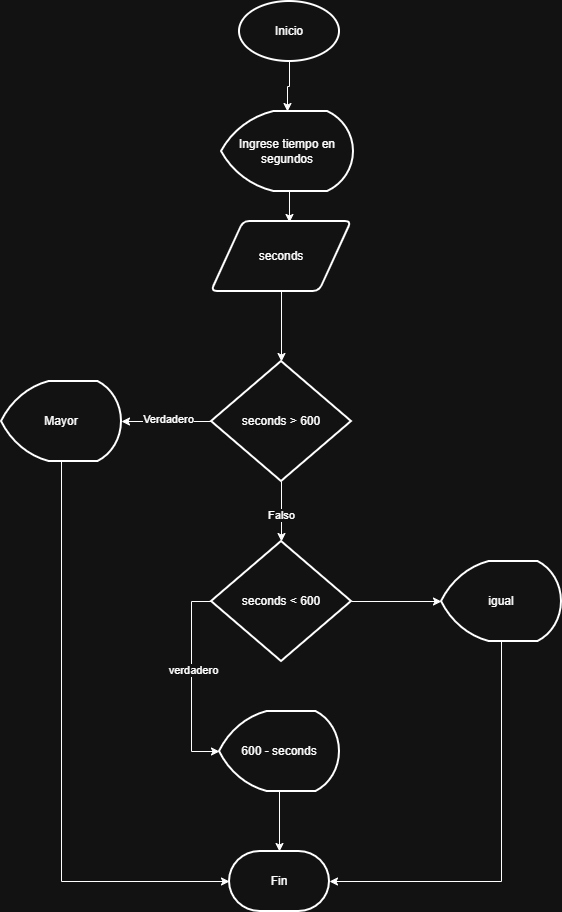 Inicio
Ingrese tiempo en
segundos
seconds
seconds > 600
Verdadero
Mayor
Falso
seconds < 600
igual
verdadero
600 - seconds
Fin